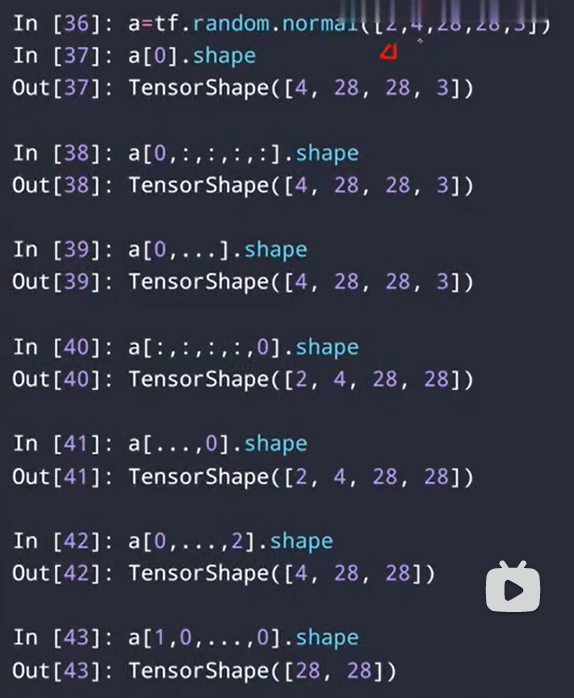 In [36]: a=tf.random.normal([2,4,28,28,3])
In [37]: a[0].shape
Out[37]: TensorShape([4, 28, 28, 3])
In [38]: a[0,:,:,:,:].shape
Out[38]: TensorShape([4, 28, 28, 3])
In [39]: a[0,...].shape
Out[39]: TensorShape([4, 28, 28, 3])
In [40]: a[:,:,:,:,0].shape
Out[40]: TensorShape([2, 4, 28, 28])
In [41]: a[...,0].shape
Out[41]: TensorShape([2, 4, 28, 28])
In [42]: a[0,...,2].shape
Out[42]: TensorShape([4, 28, 28])
In [43]: a[1,0,...,0].shape
Out[43]: TensorShape([28, 28])